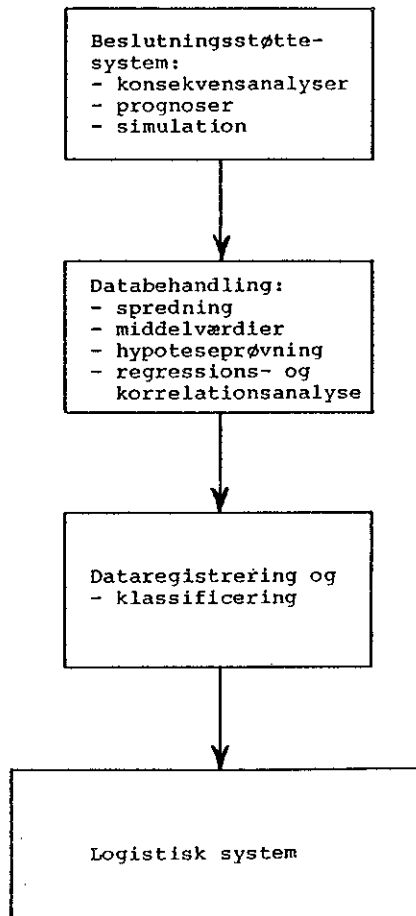 Beslutningsstøtte-
system:
- konsekvensanalyser
- prognoser
- simulation
Databehandling:
- spredning
- middelværdier
- hypoteseprøvning
- regressions- og
korrelationsanalyse
Dataregistrering og
- klassificering
Logistisk system